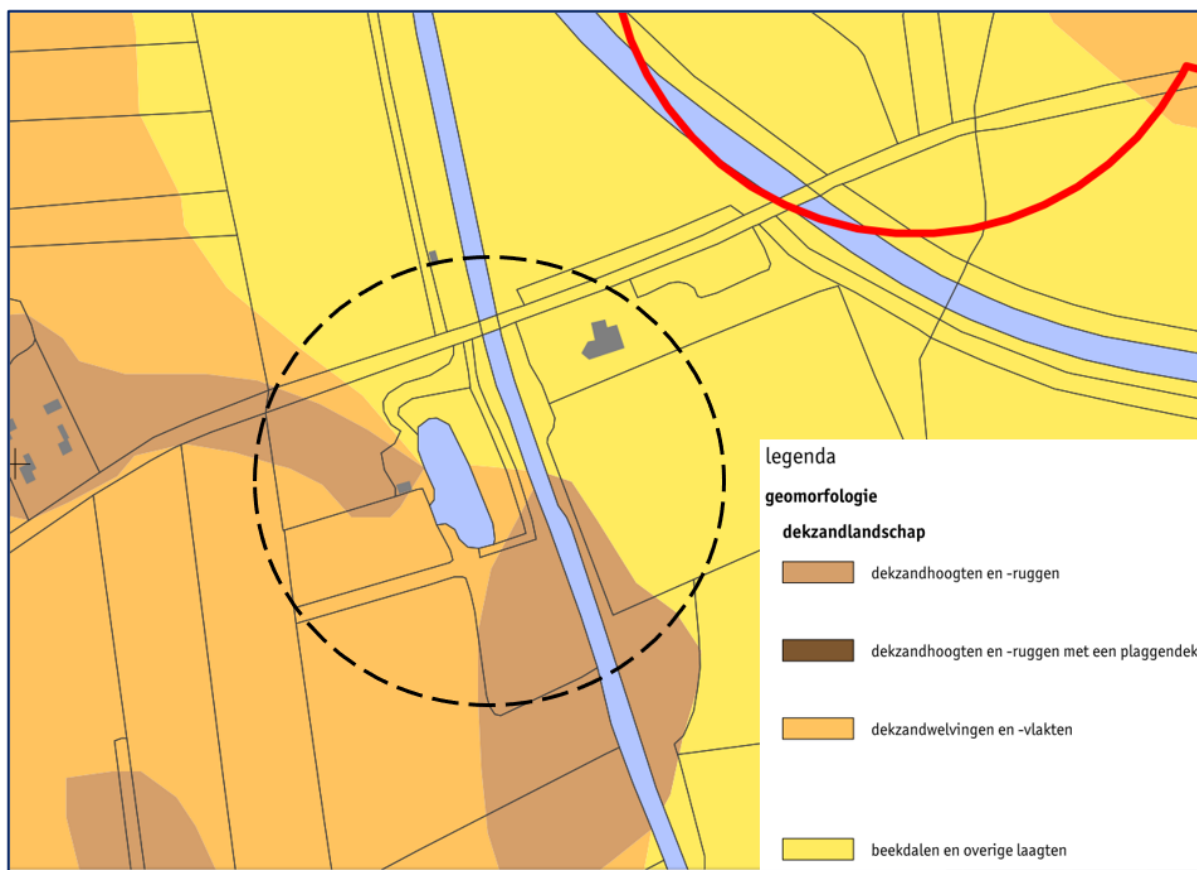 legenda
geomorfologie
dekzandlandschap
dekzandhoogten en -ruggen
dekzandhoogten en -ruggen met een plaggendek
dekzandwelvingen en -vlakten
beekdalen en overige laagten